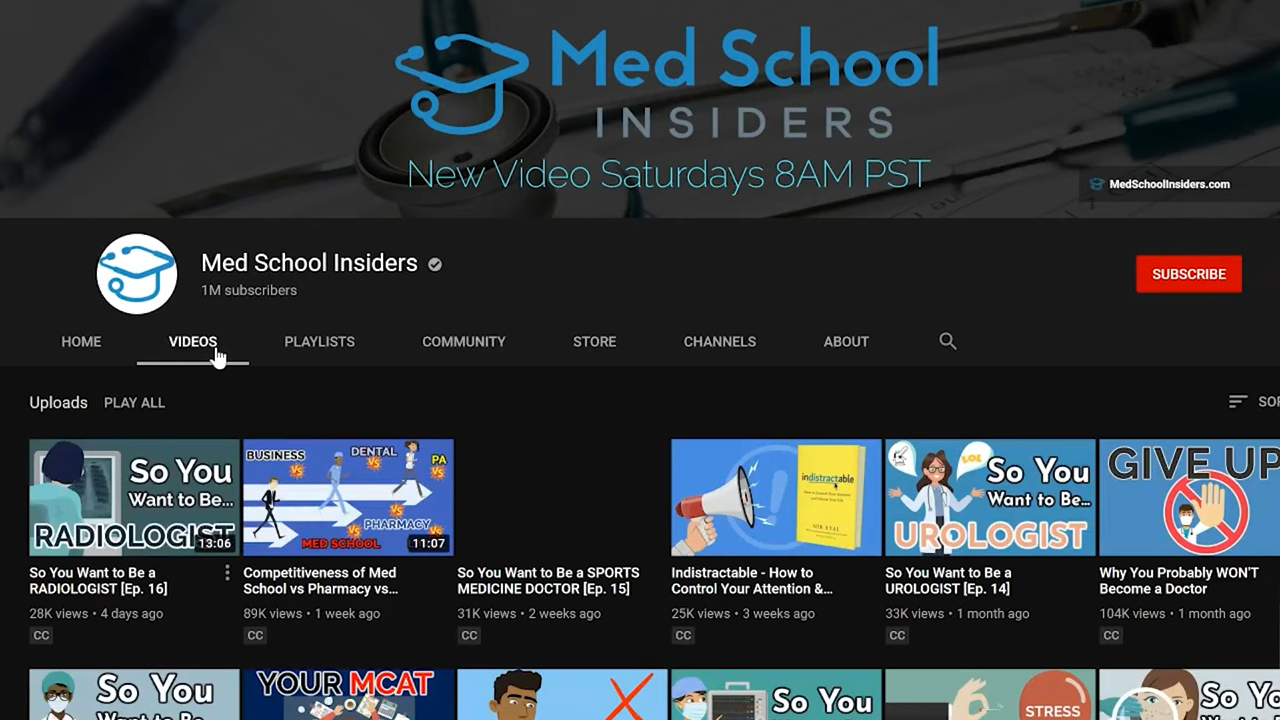 Med School
INSIDERS
New Video Saturdays 8AM PST
MedSchoolInsiders.com
Med School Insiders
1M subscribers
SUBSCRIBE
HOME VIDEOS PLAYLISTS COMMUNITY STORE CHANNELS ABOUT
Uploads PLAY ALL
So You
Want to Be...
RADIOLOGIST
13:06
BUSINESS
VS
DENTAL
VS
PA
VS
VS
PHARMACY
VS
MED SCHOOL
11:07
indistractable
NIR EYAL
LOL
So You
Want to Be...
UROLOGIST
GIVE UP
So You Want to Be a
RADIOLOGIST [Ep. 16]
28K views • 4 days ago
CC
Competitiveness of Med
School vs Pharmacy vs...
89K views • 1 week ago
CC
So You Want to Be a SPORTS
MEDICINE DOCTOR [Ep. 15]
31K views • 2 weeks ago
CC
Indistractable - How to
Control Your Attention &...
25K views • 3 weeks ago
CC
So You Want to Be a
UROLOGIST [Ep. 14]
33K views • 1 month ago
CC
Why You Probably WON'T
Become a Doctor
104K views • 1 month ago
CC
So You
YOUR MCAT
So You
STRESS